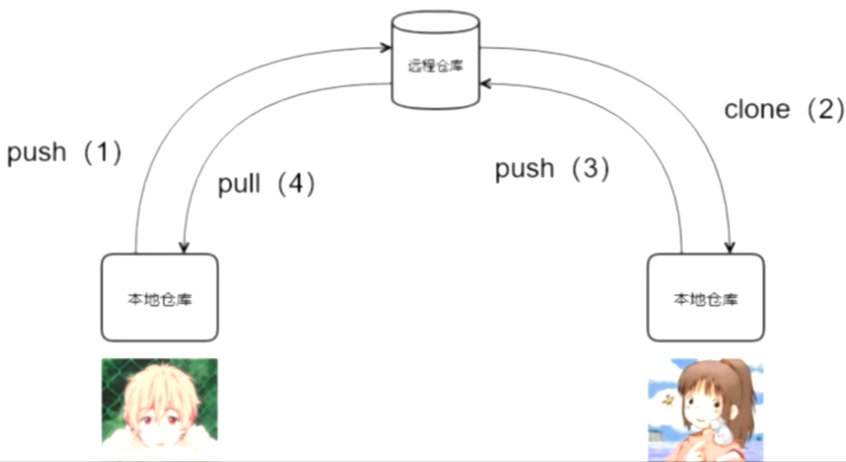 远程仓库
clone（2）
push（1）
push（3）
pull（4）
本地仓库
本地仓库